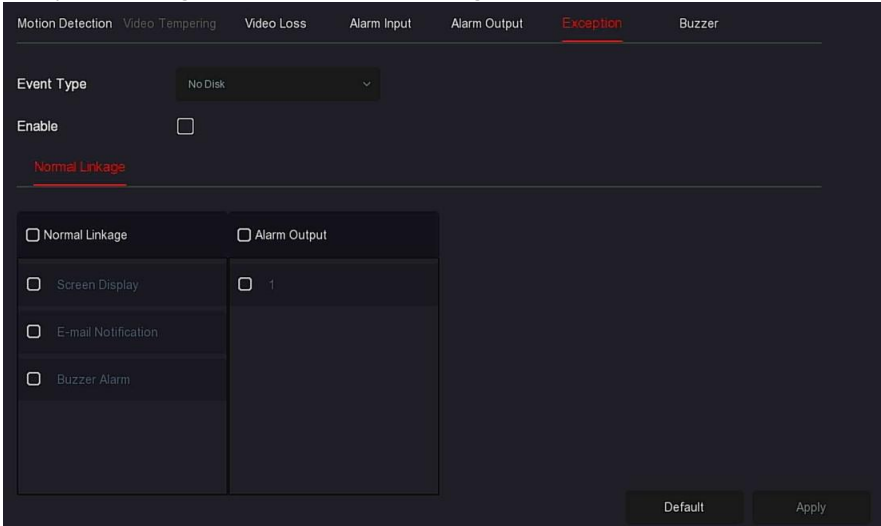 Motion Detection Video Tempering Video Loss Alarm Input Alarm Output Exception Buzzer
Event Type No Disk
Enable
Normal Linkage
Normal Linkage Alarm Output
Screen Display 1
E-mail Notification
Buzzer Alarm
Default Apply